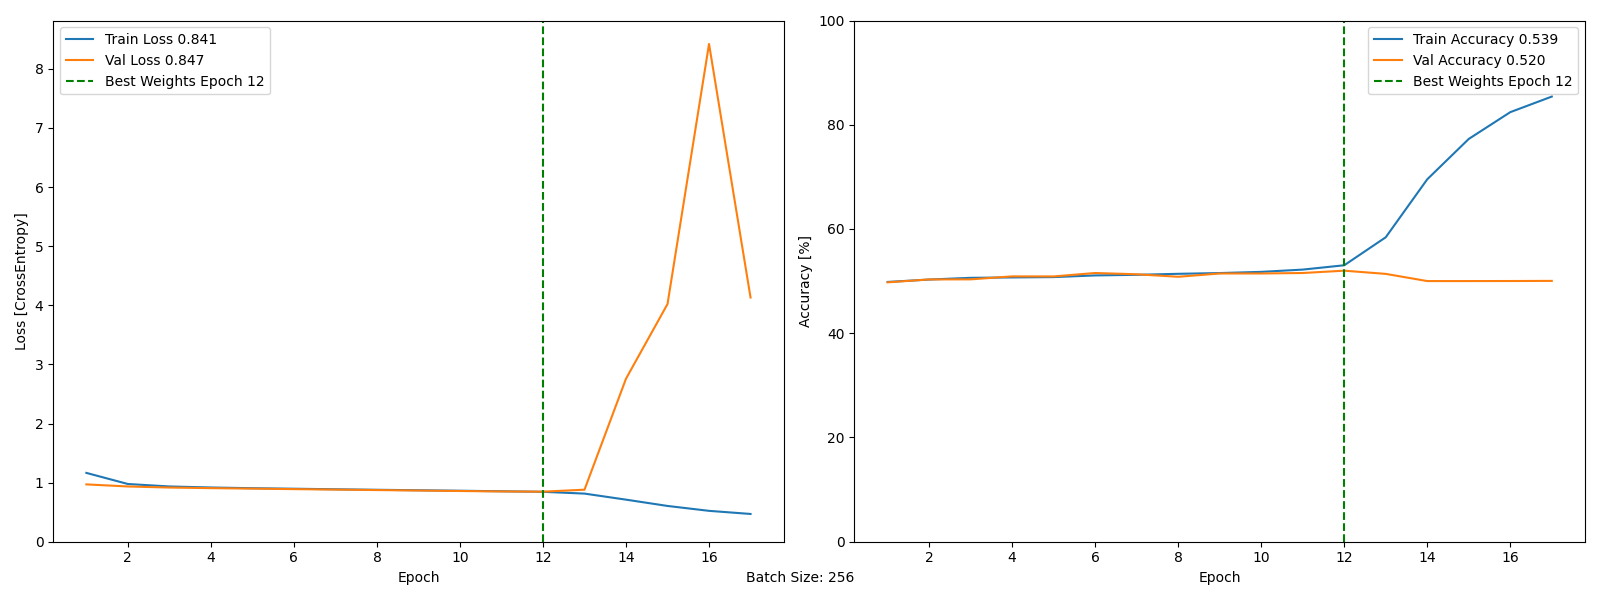 Train Loss 0.841
Val Loss 0.847
Best Weights Epoch 12
Loss [CrossEntropy]
8
7
6
5
4
3
2
1
0
2 4 6 8 10 12 14 16
Epoch
Train Accuracy 0.539
Val Accuracy 0.520
Best Weights Epoch 12
Accuracy [%]
100
80
60
40
20
0
2 4 6 8 10 12 14 16
Epoch
Batch Size: 256